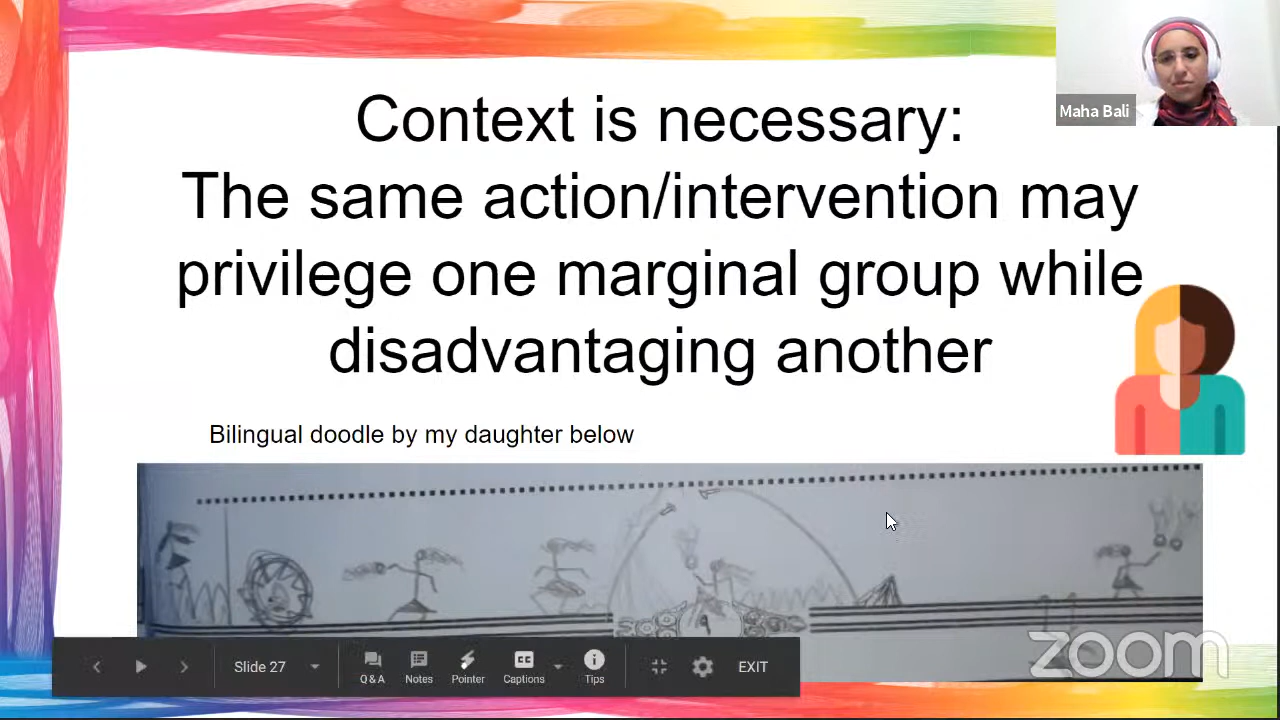 Maha Bali
Context is necessary:
The same action/intervention may
privilege one marginal group while
disadvantaging another
Bilingual doodle by my daughter below
zoom
Slide 27
Q & A
Notes
Pointer
Captions
Tips
EXIT
CC